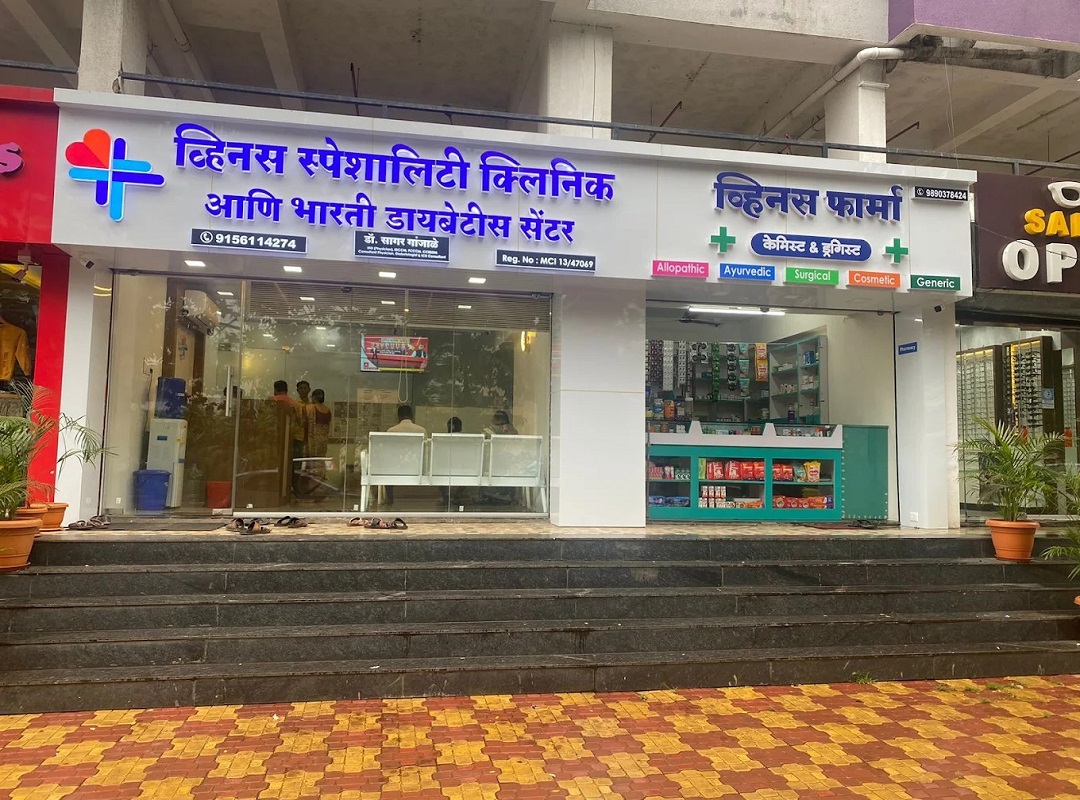 व्हिनस स्पेशालिटी क्लिनिक
आणि भारती डायबेटीस सेंटर
9156114274
डॉ. सागर गांजाळे
Reg. No : MCI 13/47069
व्हिनस फार्मा
9890378424
केमिस्ट & ड्रगिस्ट
Allopathic
Ayurvedic
Surgical
Cosmetic
Generic
Pharmacy